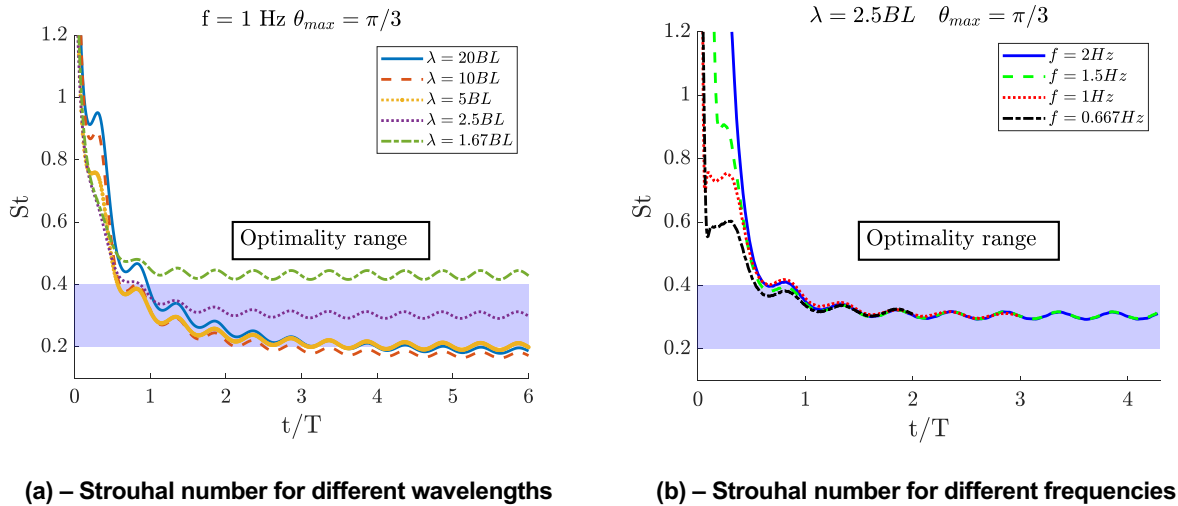 f = 1 Hz θmax = π/3
1.2
1
0.8
0.6
0.4
0.2
St
λ = 20BL
λ = 10BL
λ = 5BL
λ = 2.5BL
λ = 1.67BL
Optimality range
0 1 2 3 4 5 6
t/T
(a) – Strouhal number for different wavelengths
λ = 2.5BL θmax = π/3
1.2
1
0.8
0.6
0.4
0.2
St
f = 2Hz
f = 1.5Hz
f = 1Hz
f = 0.667Hz
Optimality range
0 1 2 3 4
t/T
(b) – Strouhal number for different frequencies